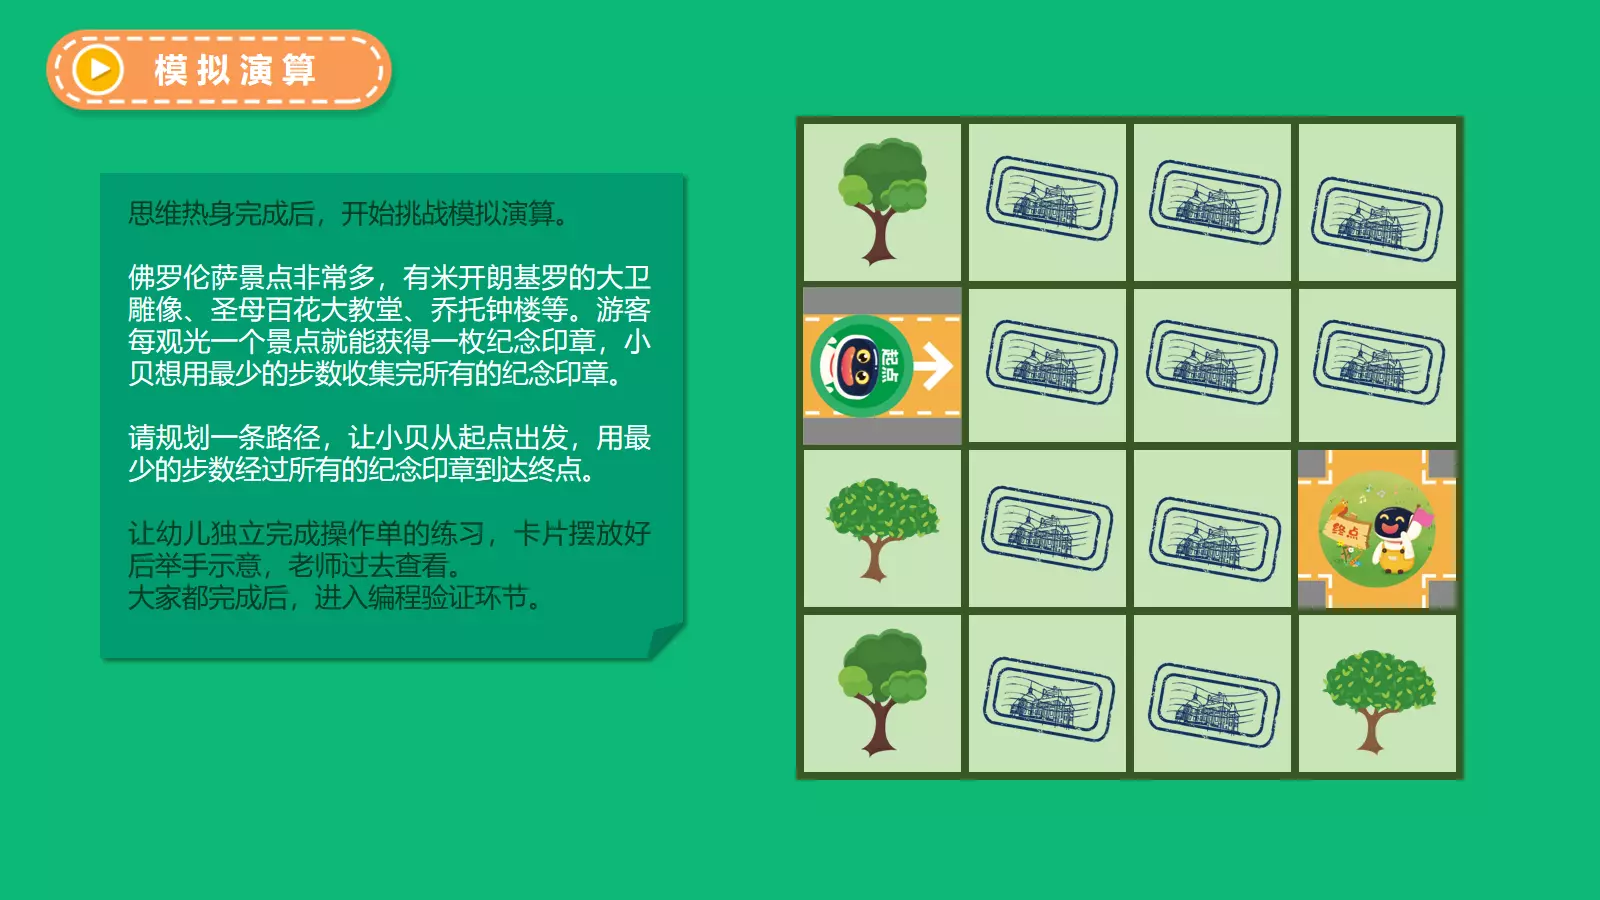 模拟演算
思维热身完成后，开始挑战模拟演算。
佛罗伦萨景点非常多，有米开朗基罗的大卫
雕像、圣母百花大教堂、乔托钟楼等。游客
每观光一个景点就能获得一枚纪念印章，小
贝想用最少的步数收集完所有的纪念印章。
请规划一条路径，让小贝从起点出发，用最
少的步数经过所有的纪念印章到达终点。
让幼儿独立完成操作单的练习，卡片摆放好
后举手示意，老师过去查看。
大家都完成后，进入编程验证环节。
起点
终点